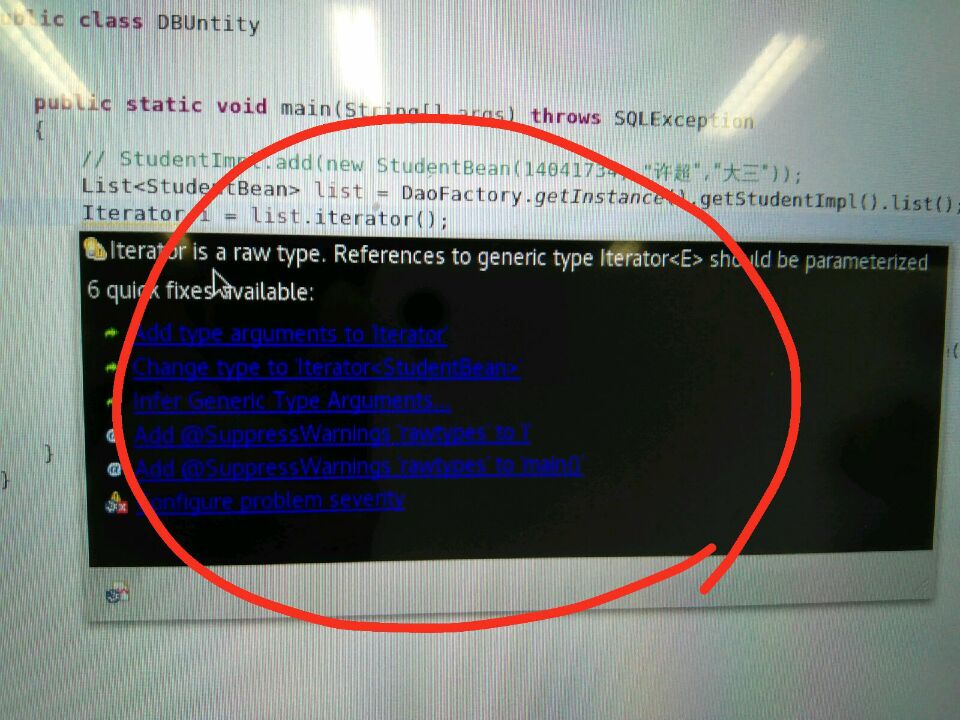 public class DBUntity
public static void main(String[] args) throws SQLException
{
// StudentImpl.add(new StudentBean(14041734, "许超","大三"));
List<StudentBean> list = DaoFactory.getInstance().getStudentImpl().list();
Iterator i = list.iterator();
Iterator is a raw type. References to generic type Iterator<E> should be parameterized
6 quick fixes available:
Add type arguments to 'Iterator'
Change type to 'Iterator<StudentBean>'
Infer Generic Type Arguments...
Add @SuppressWarnings 'rawtypes' to 'i'
Add @SuppressWarnings 'rawtypes' to 'main()'
Configure problem severity
}
}